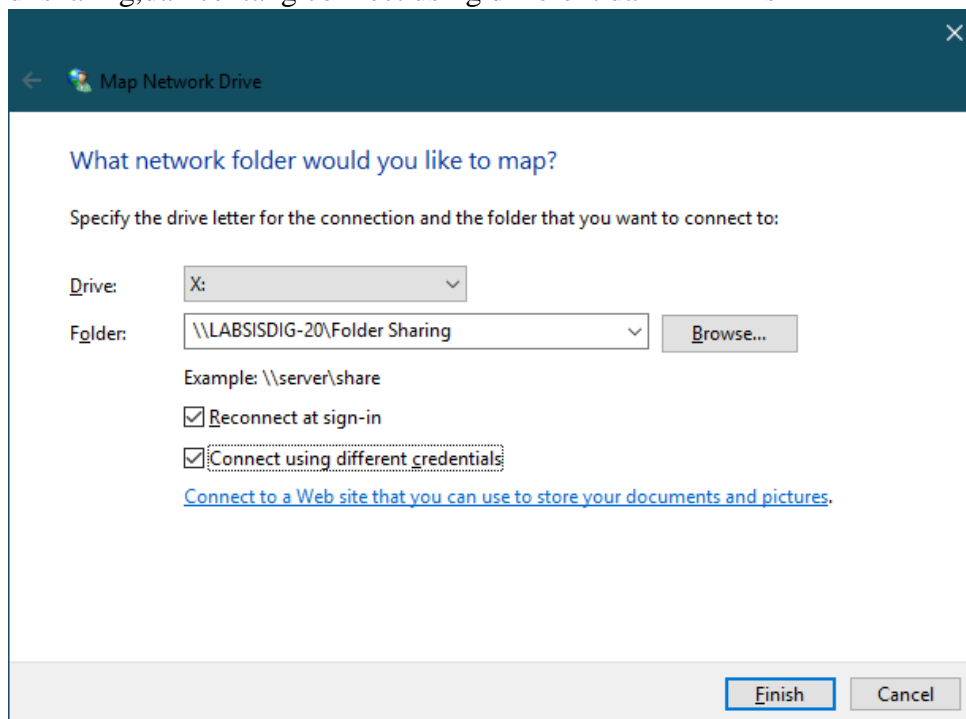 Map Network Drive
What network folder would you like to map?
Specify the drive letter for the connection and the folder that you want to connect to:
Drive: X:
Folder: \\LABSISDIG-20\Folder Sharing Browse...
Example: \\server\share
Reconnect at sign-in
Connect using different credentials
Connect to a Web site that you can use to store your documents and pictures.
Finish Cancel